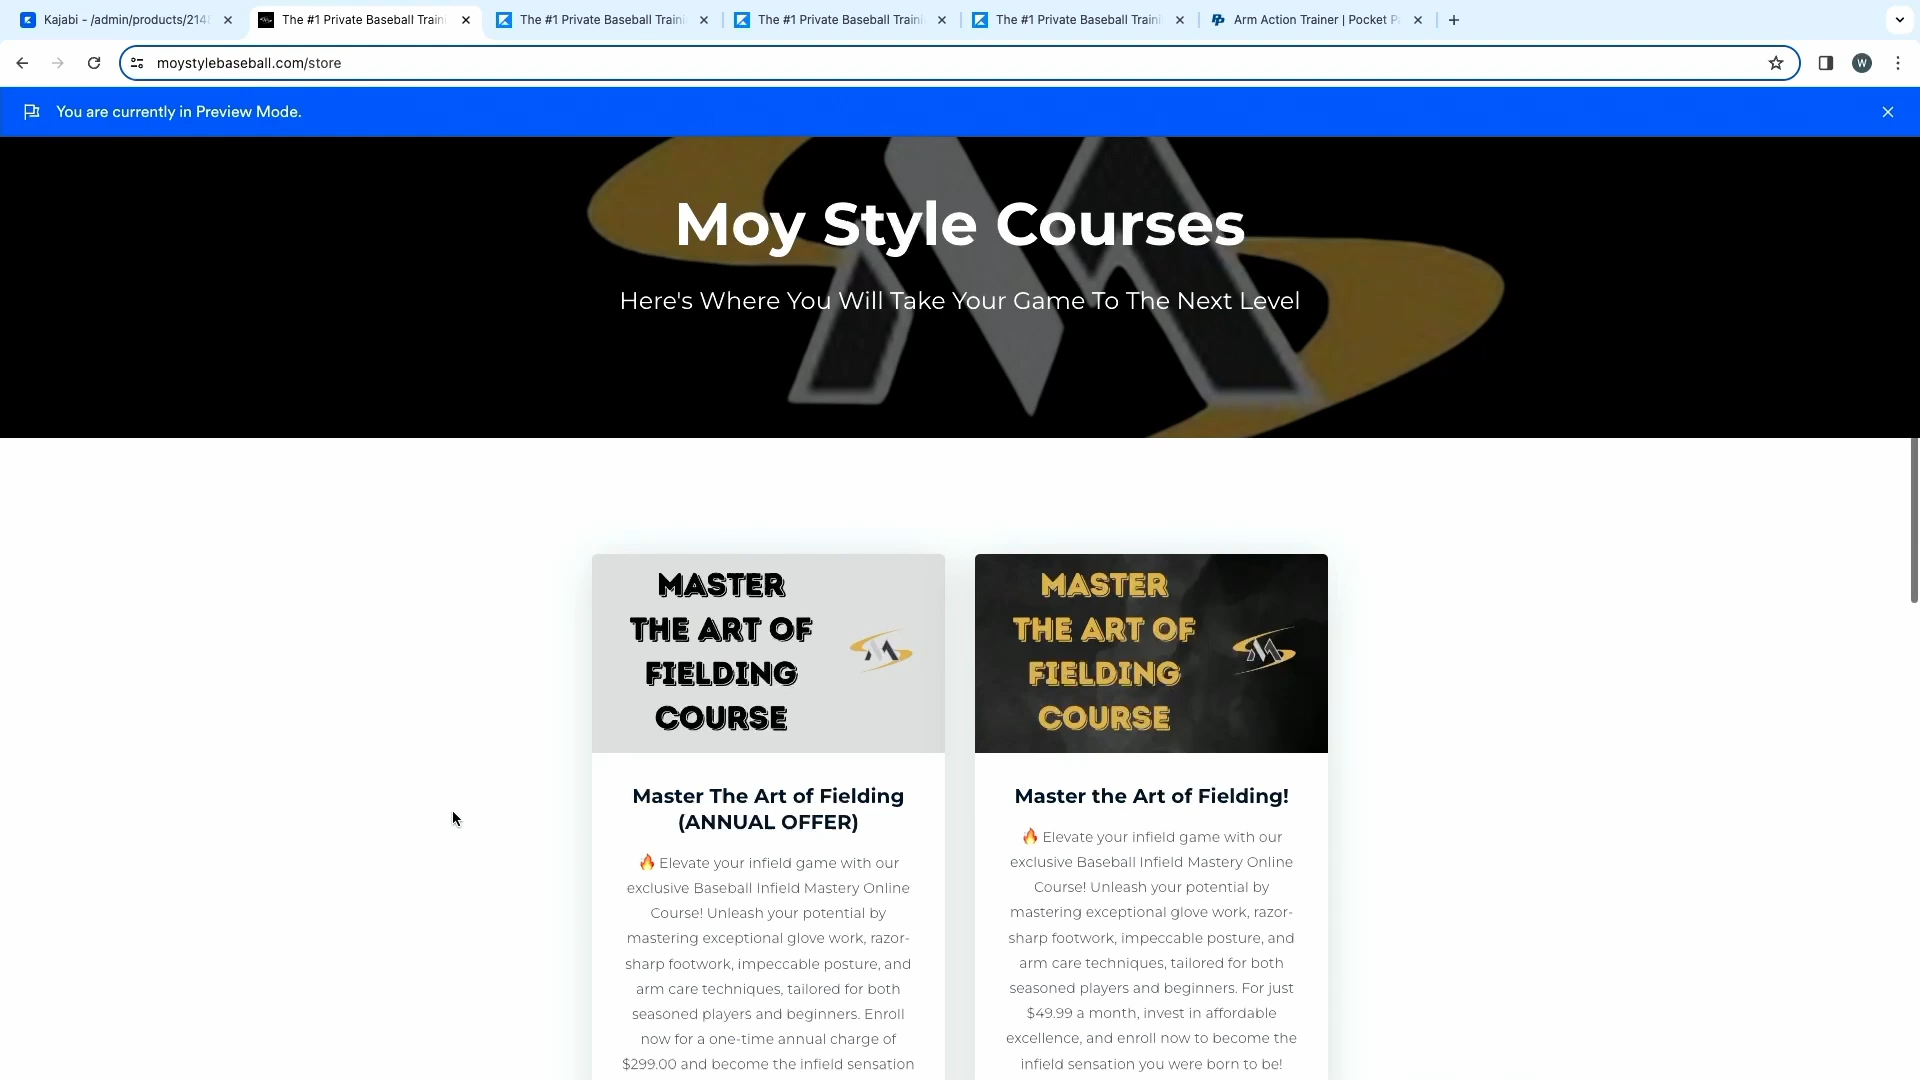 Kajabi - /admin/products/214
The #1 Private Baseball Traini
The #1 Private Baseball Traini
The #1 Private Baseball Traini
The #1 Private Baseball Traini
Arm Action Trainer | Pocket P
moystylebaseball.com/store
W
You are currently in Preview Mode.
Moy Style Courses
Here's Where You Will Take Your Game To The Next Level
MASTER
THE ART OF
FIELDING
COURSE
M
Master The Art of Fielding
(ANNUAL OFFER)
🔥 Elevate your infield game with our
exclusive Baseball Infield Mastery Online
Course! Unleash your potential by
mastering exceptional glove work, razor-
sharp footwork, impeccable posture, and
arm care techniques, tailored for both
seasoned players and beginners. Enroll
now for a one-time annual charge of
$299.00 and become the infield sensation
MASTER
THE ART OF
FIELDING
COURSE
M
Master the Art of Fielding!
🔥 Elevate your infield game with our
exclusive Baseball Infield Mastery Online
Course! Unleash your potential by
mastering exceptional glove work, razor-
sharp footwork, impeccable posture, and
arm care techniques, tailored for both
seasoned players and beginners. For just
$49.99 a month, invest in affordable
excellence, and enroll now to become the
infield sensation you were born to be!